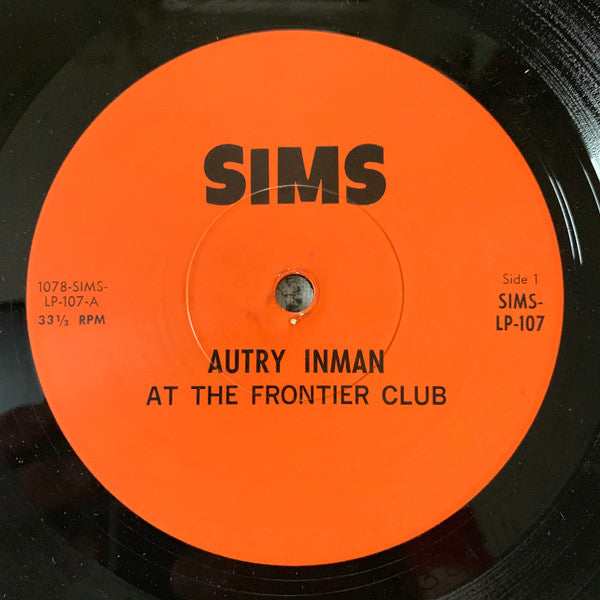 SIMS
1078-SIMS-
LP-107-A
33⅓ RPM
Side 1
SIMS-
LP-107
AUTRY INMAN
AT THE FRONTIER CLUB